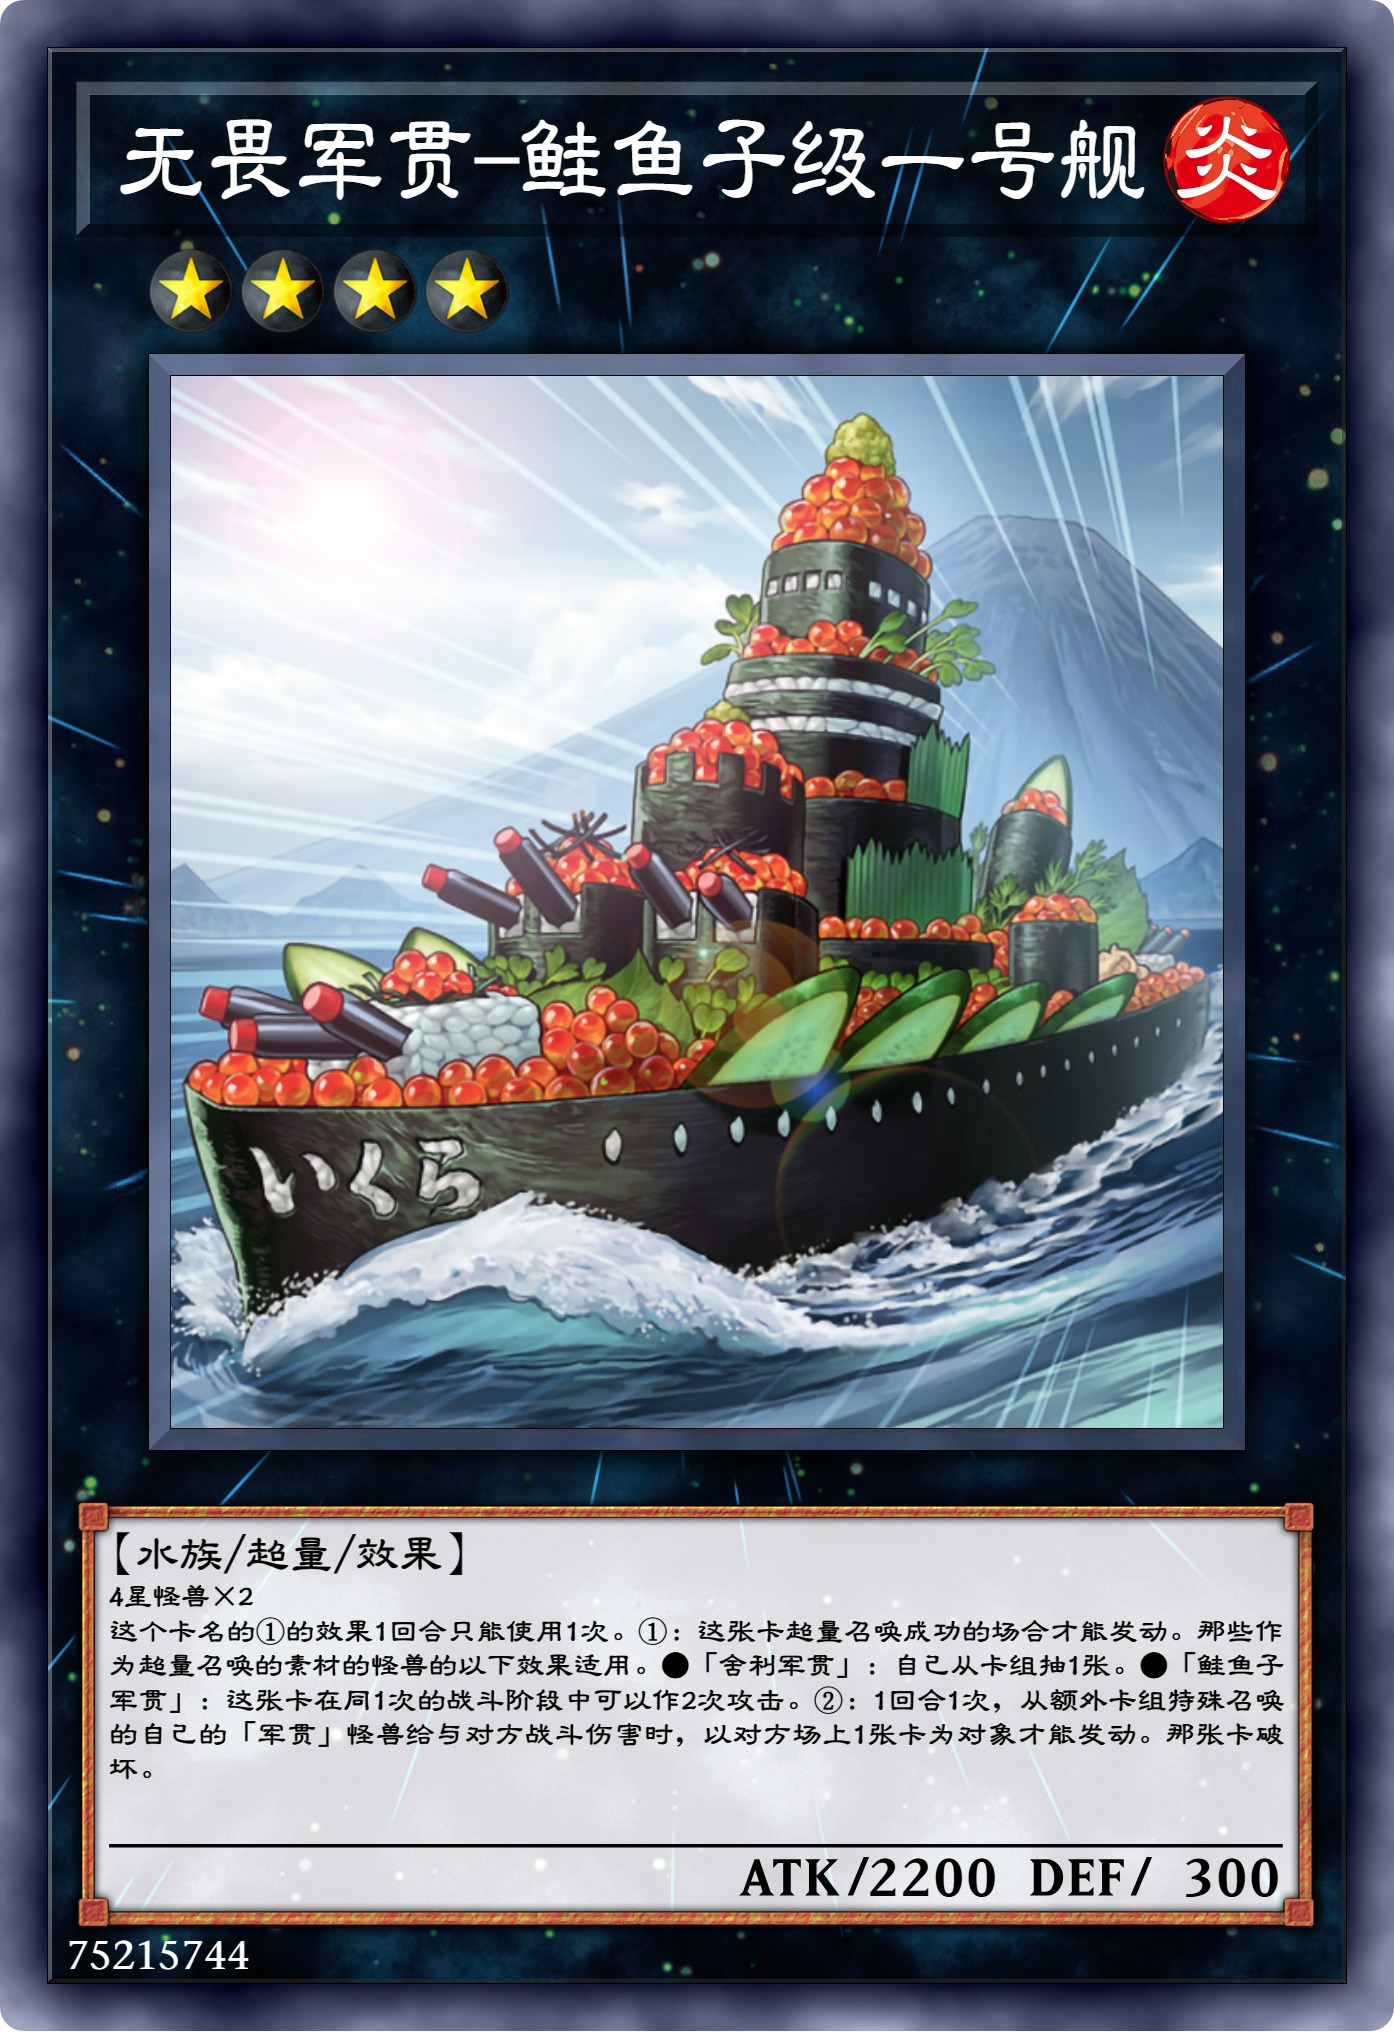 无畏军贯-鲑鱼子级一号舰 炎
いくら
【水族/超量/效果】
4星怪兽×2
这个卡名的①的效果1回合只能使用1次。①：这张卡超量召唤成功的场合才能发动。那些作
为超量召唤的素材的怪兽的以下效果适用。●「舍利军贯」：自己从卡组抽1张。●「鲑鱼子
军贯」：这张卡在同1次的战斗阶段中可以作2次攻击。②：1回合1次，从额外卡组特殊召唤
的自己的「军贯」怪兽给与对方战斗伤害时，以对方场上1张卡为对象才能发动。那张卡破
坏。
ATK/2200 DEF/ 300
75215744